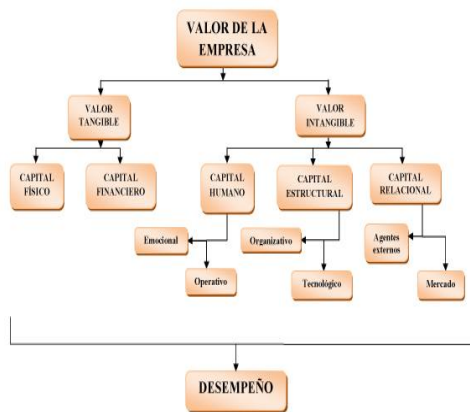 VALOR DE LA
EMPRESA
VALOR
TANGIBLE
VALOR
INTANGIBLE
CAPITAL
FÍSICO
CAPITAL
FINANCIERO
CAPITAL
HUMANO
CAPITAL
ESTRUCTURAL
CAPITAL
RELACIONAL
Emocional
Operativo
Organizativo
Tecnológico
Agentes
externos
Mercado
DESEMPEÑO